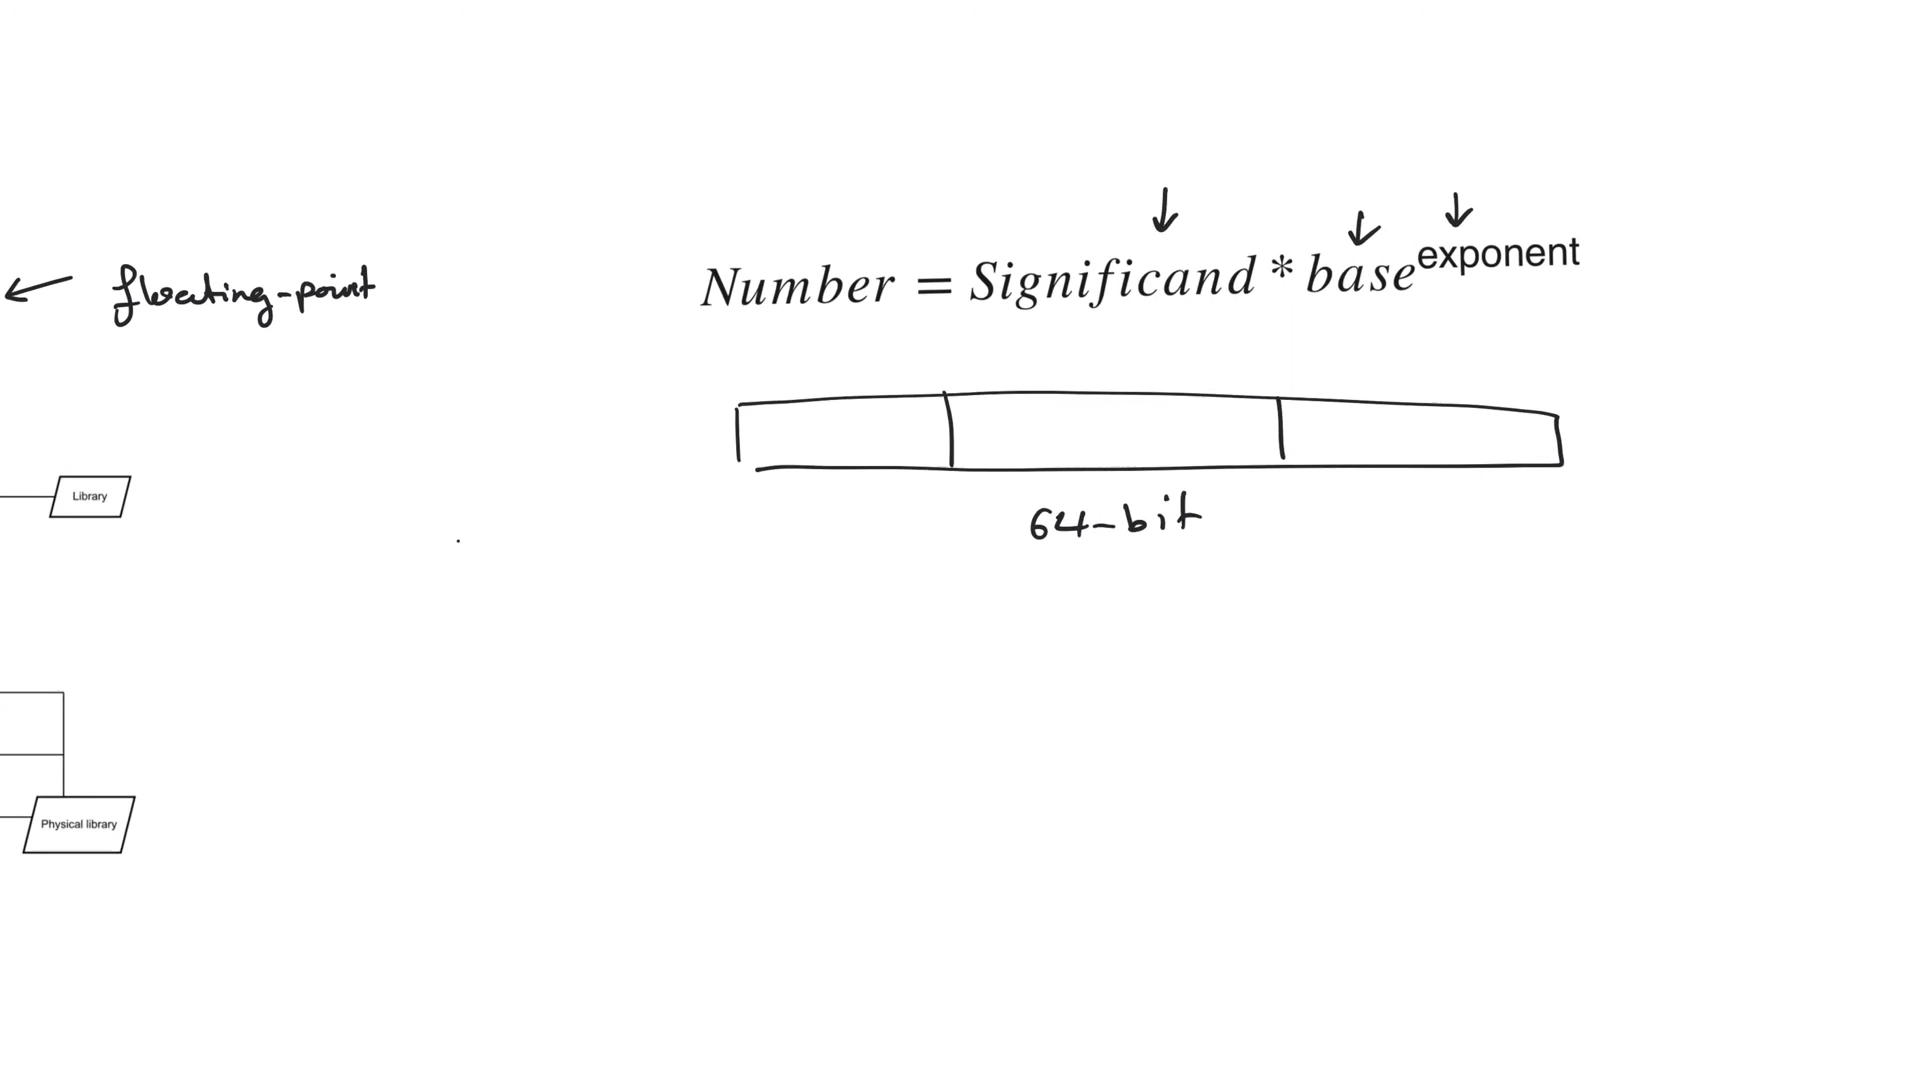 floating-point
Number = Significand * base^exponent
64-bit
Library
Physical library